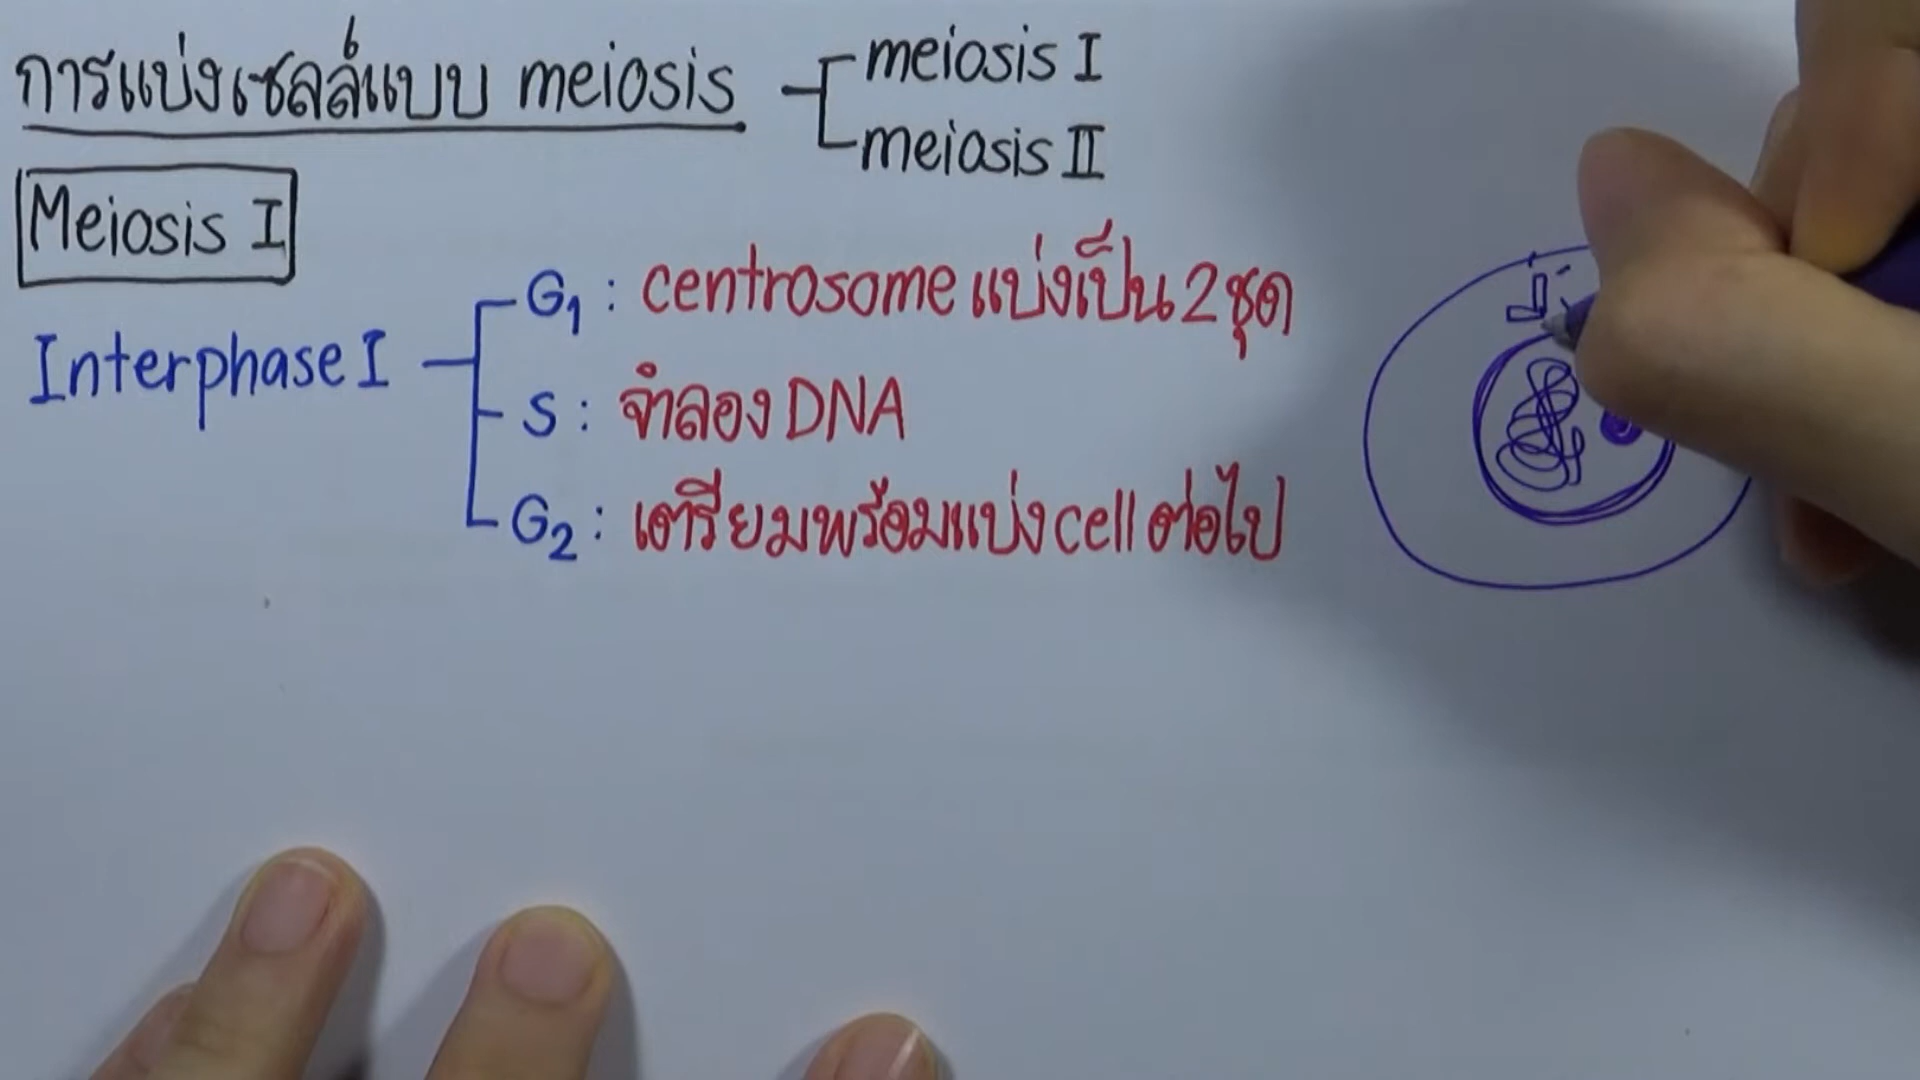 การแบ่งเซลล์แบบ meiosis
meiosis I
meiosis II
Meiosis I
Interphase I
G1 : centrosome แบ่งเป็น 2 ชุด
S : จำลอง DNA
G2 : เตรียมพร้อมแบ่ง cell ต่อไป